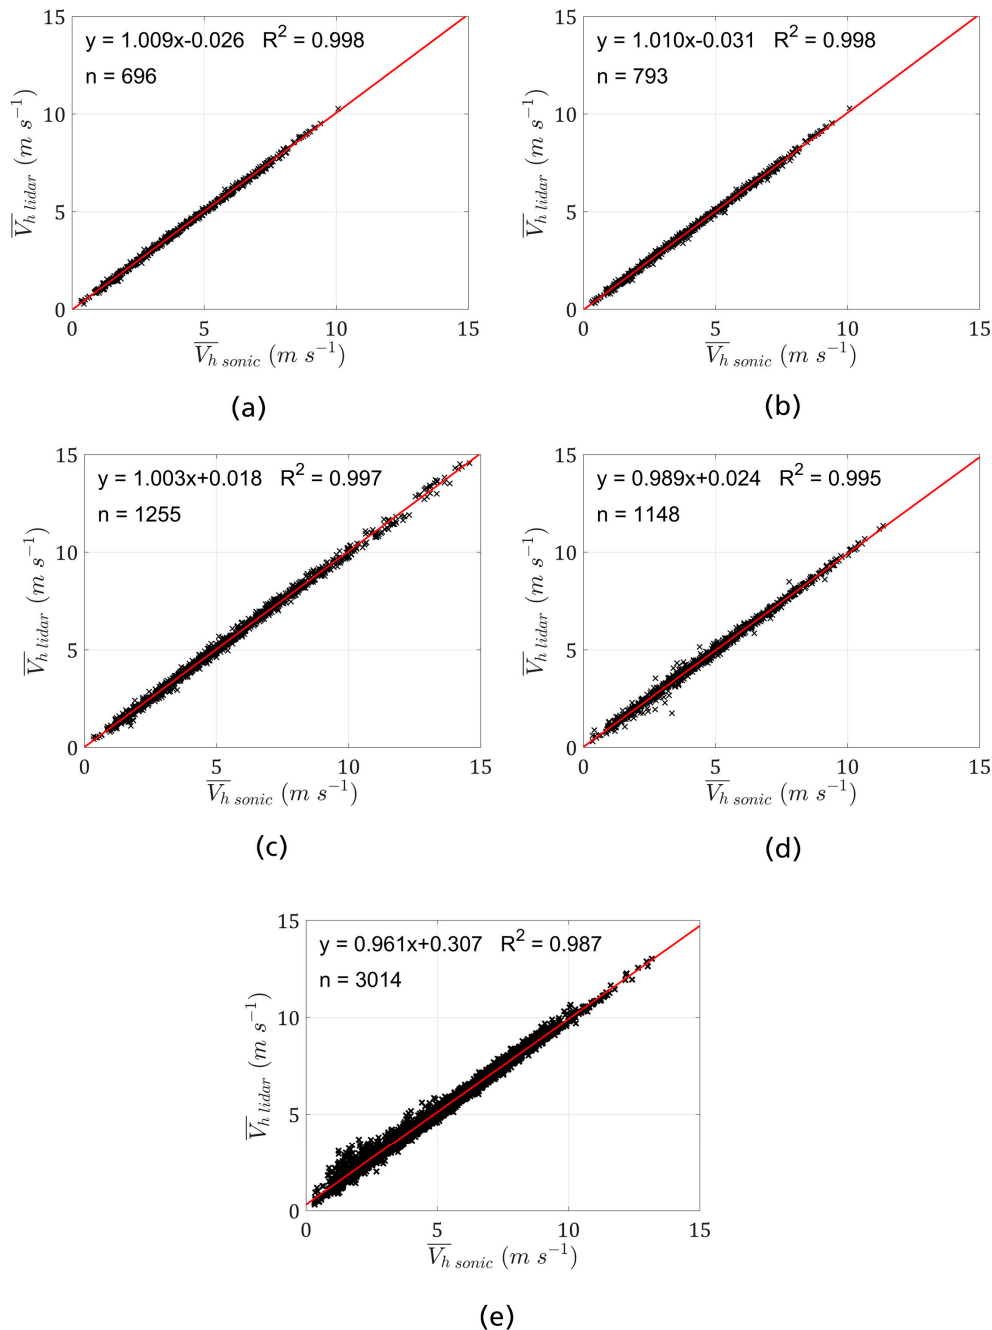 15
y = 1.009x-0.026 R² = 0.998
n = 696
10
5
0
0 5 10 15
V̅h lidar (m s⁻¹)
V̅h sonic (m s⁻¹)
(a)
15
y = 1.010x-0.031 R² = 0.998
n = 793
10
5
0
0 5 10 15
V̅h lidar (m s⁻¹)
V̅h sonic (m s⁻¹)
(b)
15
y = 1.003x+0.018 R² = 0.997
n = 1255
10
5
0
0 5 10 15
V̅h lidar (m s⁻¹)
V̅h sonic (m s⁻¹)
(c)
15
y = 0.989x+0.024 R² = 0.995
n = 1148
10
5
0
0 5 10 15
V̅h lidar (m s⁻¹)
V̅h sonic (m s⁻¹)
(d)
15
y = 0.961x+0.307 R² = 0.987
n = 3014
10
5
0
0 5 10 15
V̅h lidar (m s⁻¹)
V̅h sonic (m s⁻¹)
(e)